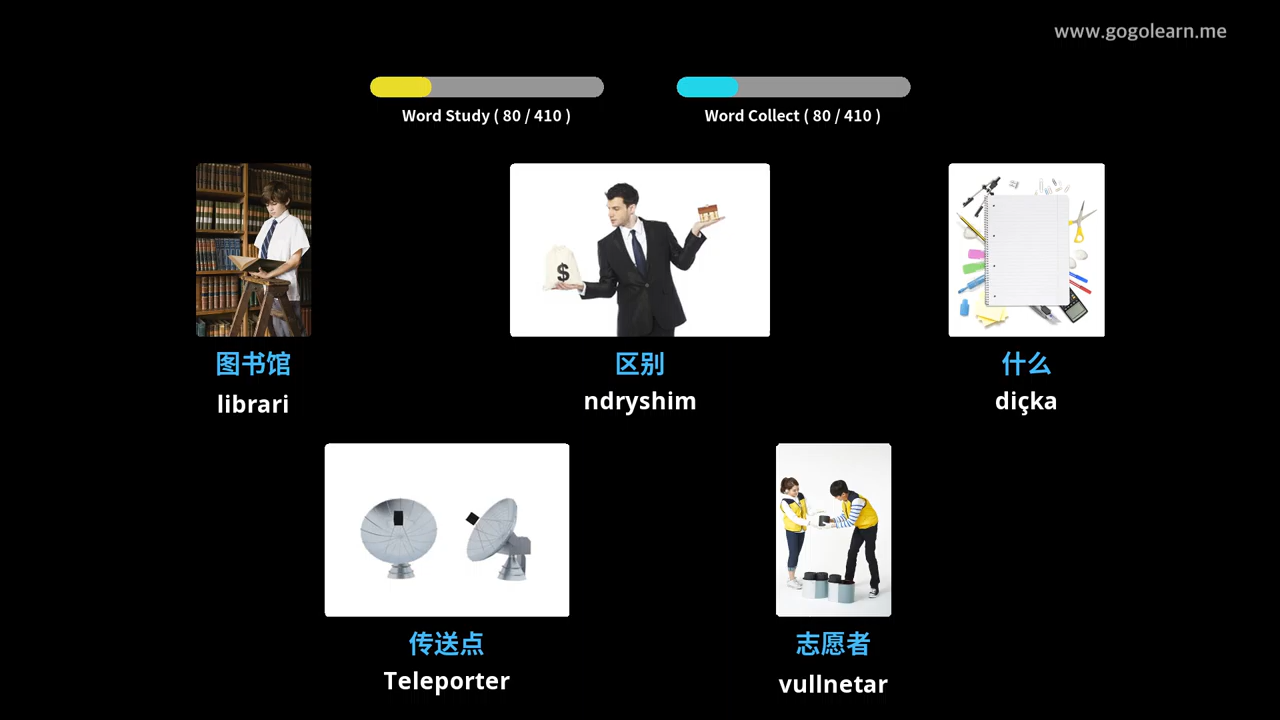 www.gogolearn.me
Word Study ( 80 / 410 )
Word Collect ( 80 / 410 )
$
图书馆
librari
区别
ndryshim
什么
diçka
传送点
Teleporter
志愿者
vullnetar